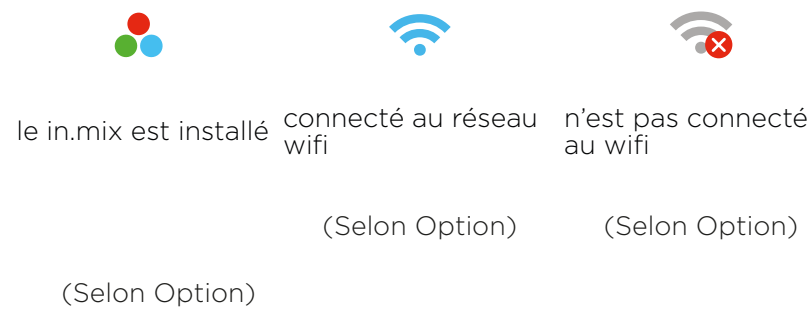 le in.mix est installé
connecté au réseau
wifi
n’est pas connecté
au wifi
(Selon Option)
(Selon Option)
(Selon Option)